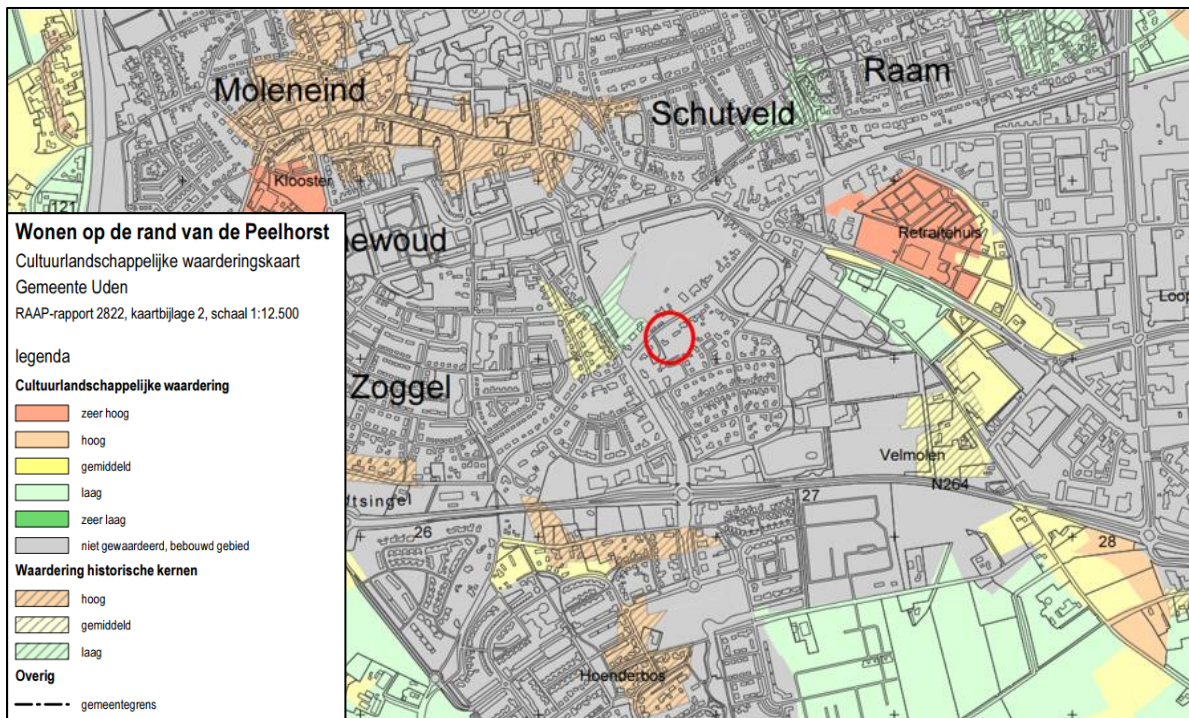 Moleneind
Raam
Schutveld
Klooster
121
Retraitehuis
ewoud
Loop
Zoggel
Velmolen
N264
dtsingel
26
27
28
Hoenderbos
Wonen op de rand van de Peelhorst
Cultuurlandschappelijke waarderingskaart
Gemeente Uden
RAAP-rapport 2822, kaartbijlage 2, schaal 1:12.500
legenda
Cultuurlandschappelijke waardering
zeer hoog
hoog
gemiddeld
laag
zeer laag
niet gewaardeerd, bebouwd gebied
Waardering historische kernen
hoog
gemiddeld
laag
Overig
gemeentegrens